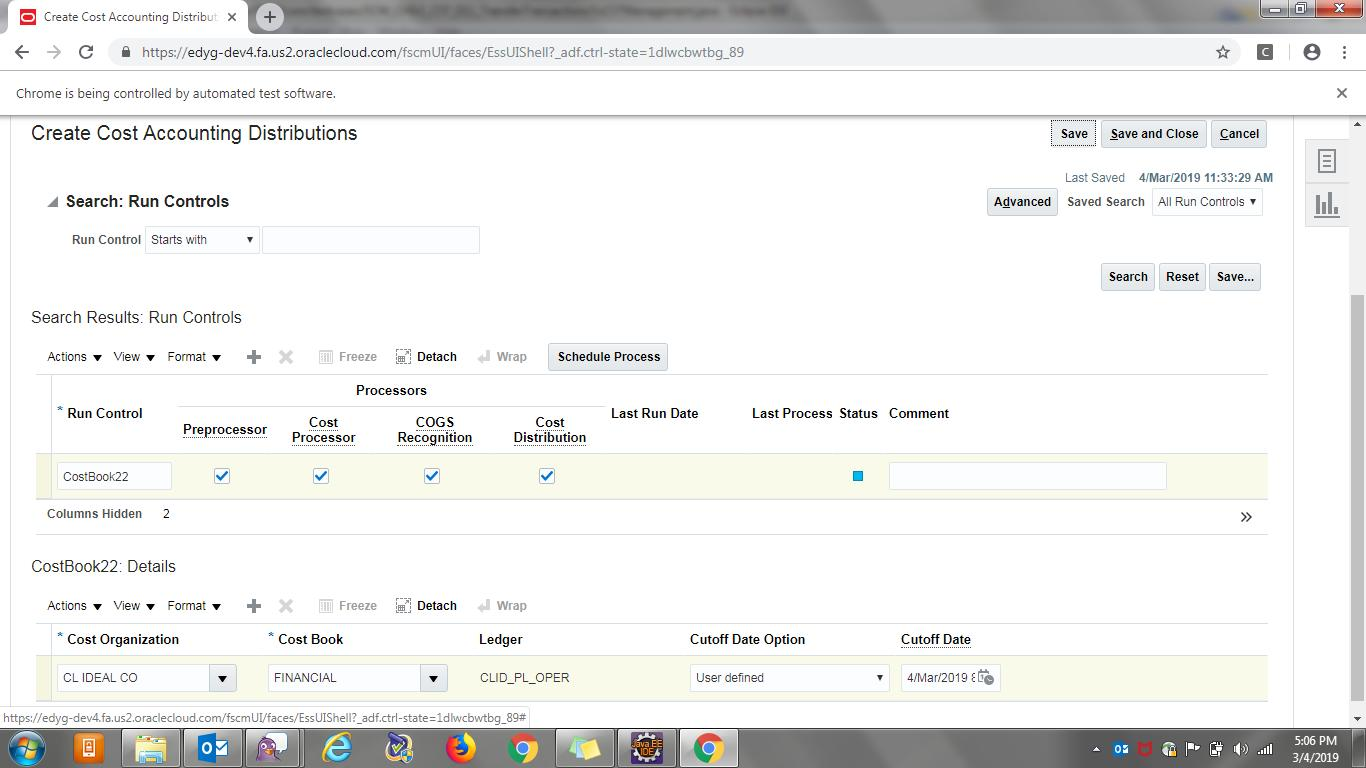 Create Cost Accounting Distribut
https://edyg-dev4.fa.us2.oraclecloud.com/fscmUI/faces/EssUIShell?_adf.ctrl-state=1dlwcbwtbg_89
C
Chrome is being controlled by automated test software.
Create Cost Accounting Distributions
Save Save and Close Cancel
Last Saved 4/Mar/2019 11:33:29 AM
Search: Run Controls
Advanced Saved Search All Run Controls
Run Control Starts with
Search Reset Save...
Search Results: Run Controls
Actions View Format Freeze Detach Wrap Schedule Process
Processors
* Run Control Preprocessor Cost Processor COGS Recognition Cost Distribution Last Run Date Last Process Status Comment
CostBook22
Columns Hidden 2
CostBook22: Details
Actions View Format Freeze Detach Wrap
* Cost Organization * Cost Book Ledger Cutoff Date Option Cutoff Date
CL IDEAL CO FINANCIAL CLID_PL_OPER User defined 4/Mar/2019
https://edyg-dev4.fa.us2.oraclecloud.com/fscmUI/faces/EssUIShell?_adf.ctrl-state=1dlwcbwtbg_89#
Java EE
IDE
5:06 PM
3/4/2019